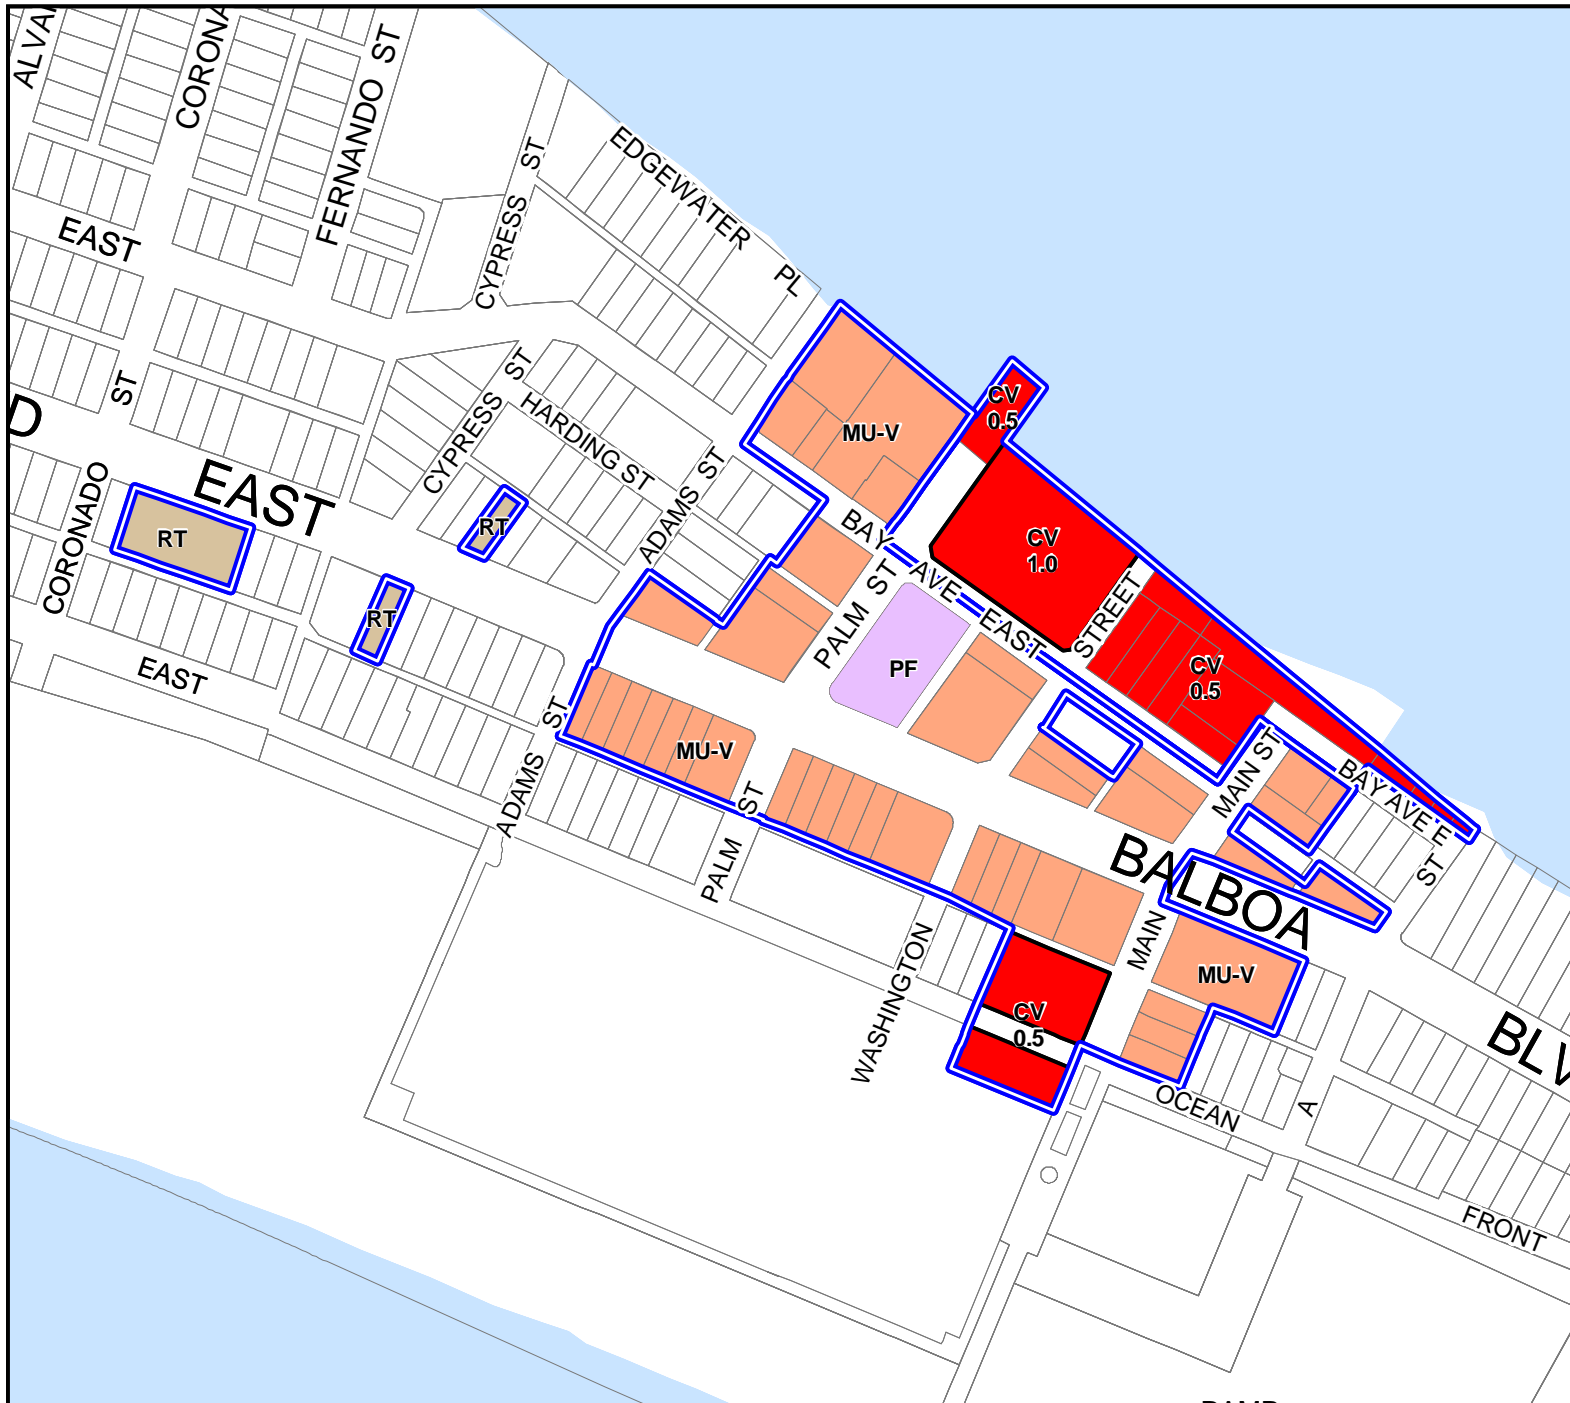 CORONA
FERNANDO ST
CYPRESS ST
EDGEWATER
PL
EAST
ST
CYPRESS ST
HARDING ST
ADAMS ST
CV
0.5
MU-V
D
EAST
CORONADO
RT
RT
RT
BAY AVE EAST
CV
1.0
STREET
PALM ST
PF
CV
0.5
EAST
ADAMS ST
MU-V
PALM ST
MAIN ST
BAY AVE E
ST
BALBOA
MAIN
WASHINGTON
MU-V
CV
0.5
OCEAN
A
FRONT